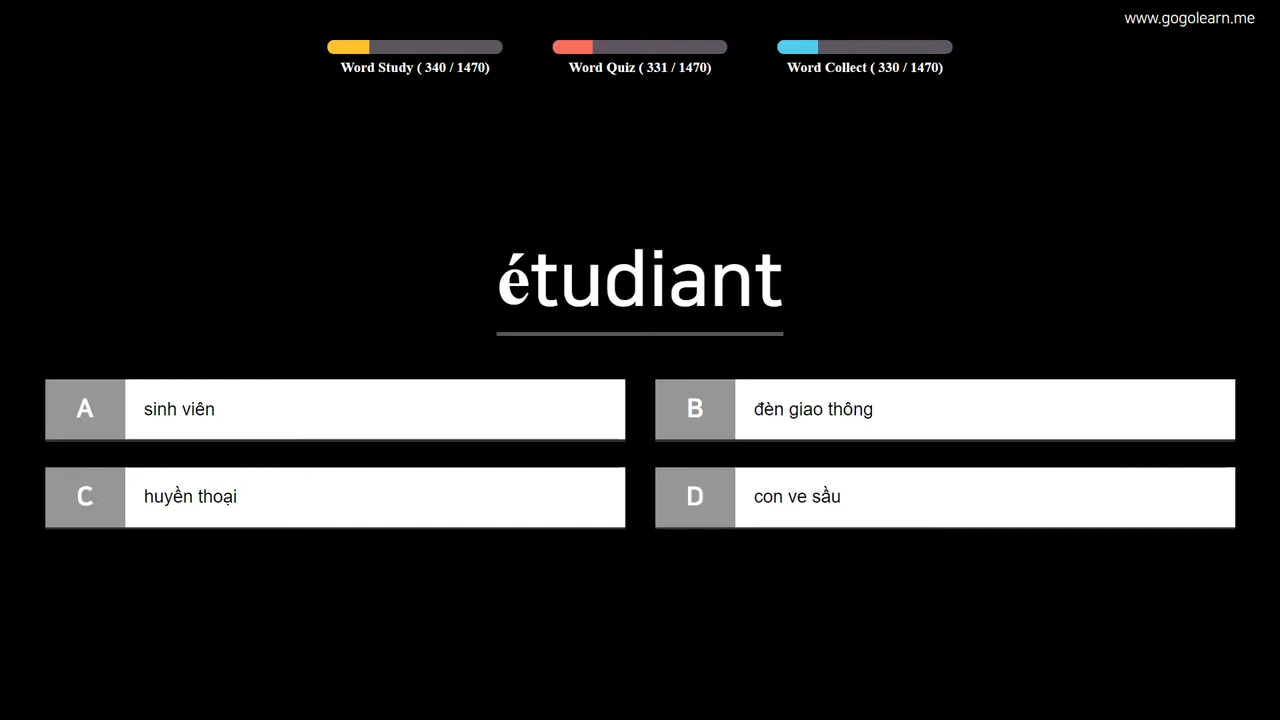 www.gogolearn.me
Word Study ( 340 / 1470)
Word Quiz ( 331 / 1470)
Word Collect ( 330 / 1470)
étudiant
A sinh viên
B đèn giao thông
C huyền thoại
D con ve sầu